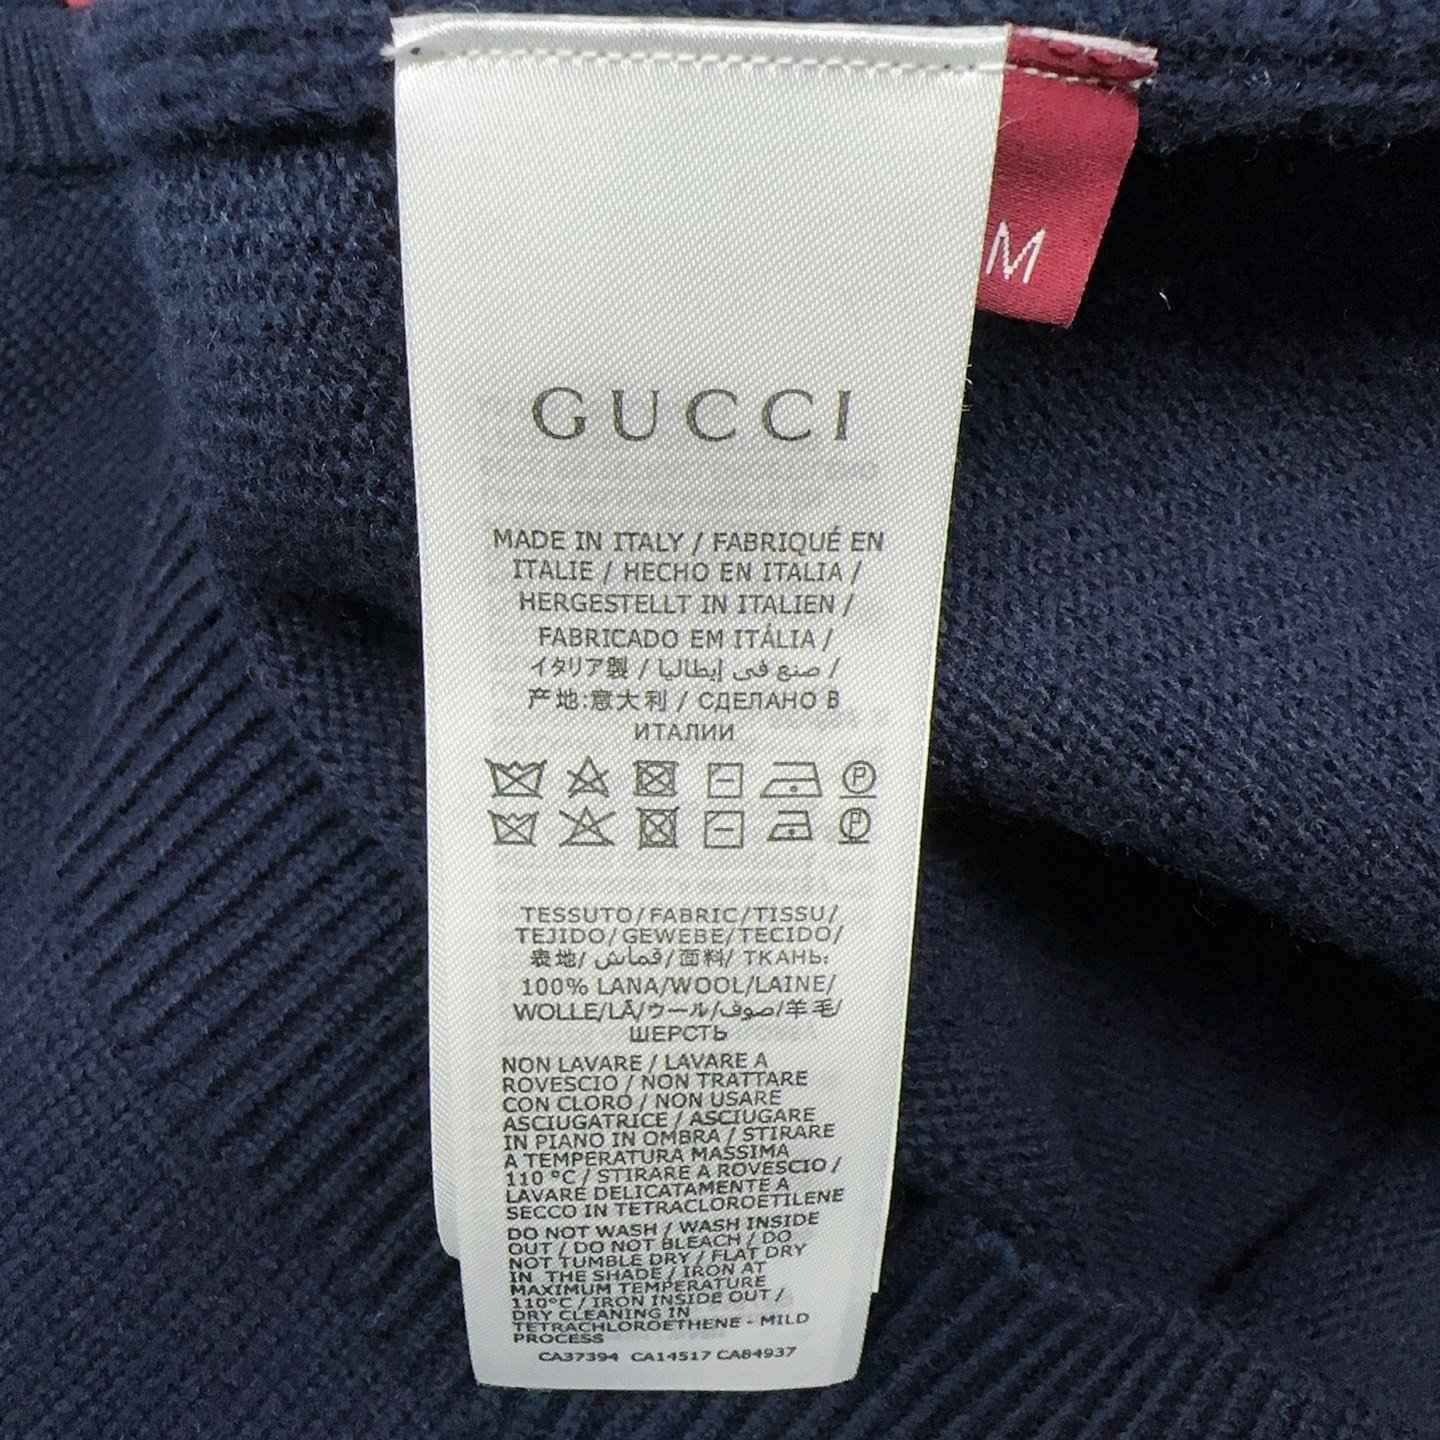 M
GUCCI
MADE IN ITALY / FABRIQUÉ EN
ITALIE / HECHO EN ITALIA /
HERGESTELLT IN ITALIEN /
FABRICADO EM ITÁLIA /
イタリア製 / صنع في إيطاليا /
产地:意大利 / СДЕЛАНО В
ИТАЛИИ
TESSUTO/FABRIC/TISSU/
TEJIDO/GEWEBE/TECIDO/
表地/قماش/面料/ТКАНЬ:
100% LANA/WOOL/LAINE/
WOLLE/LÃ/ウール/صوف/羊毛/
ШЕРСТЬ
NON LAVARE / LAVARE A
ROVESCIO / NON TRATTARE
CON CLORO / NON USARE
ASCIUGATRICE / ASCIUGARE
IN PIANO IN OMBRA / STIRARE
A TEMPERATURA MASSIMA
110 °C / STIRARE A ROVESCIO /
LAVARE DELICATAMENTE A
SECCO IN TETRACLOROETILENE
DO NOT WASH / WASH INSIDE
OUT / DO NOT BLEACH / DO
NOT TUMBLE DRY / FLAT DRY
IN THE SHADE / IRON AT
MAXIMUM TEMPERATURE
110°C / IRON INSIDE OUT /
DRY CLEANING IN
TETRACHLOROETHENE - MILD
PROCESS
CA37394 CA14517 CA84937